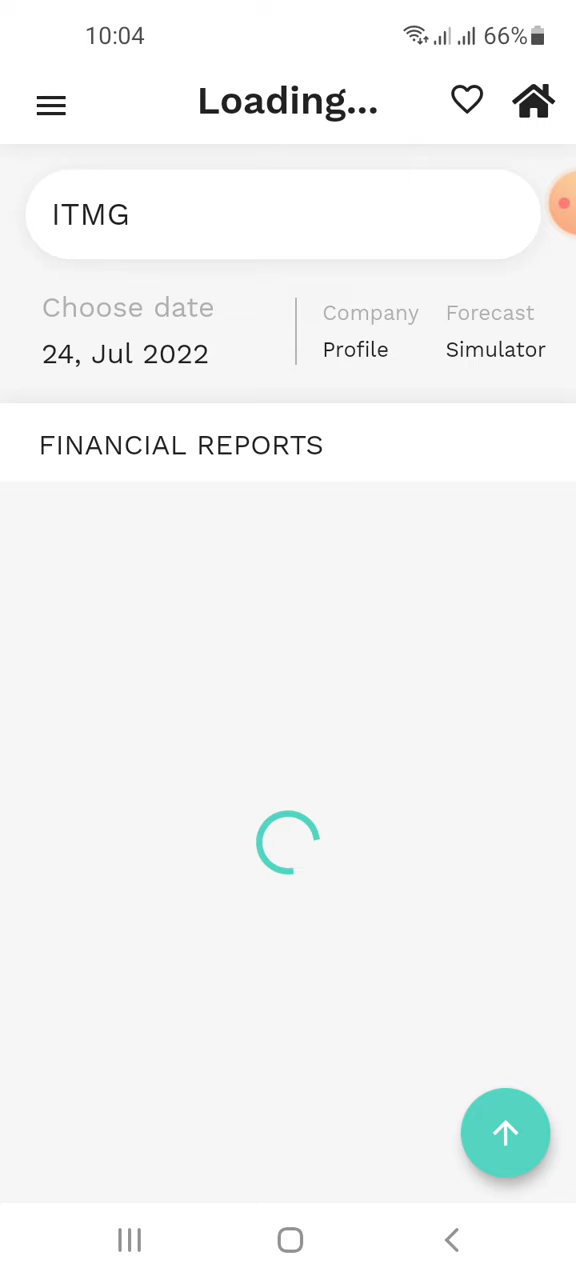 10:04
66%
Loading...
ITMG
Choose date
24, Jul 2022
Company
Profile
Forecast
Simulator
FINANCIAL REPORTS